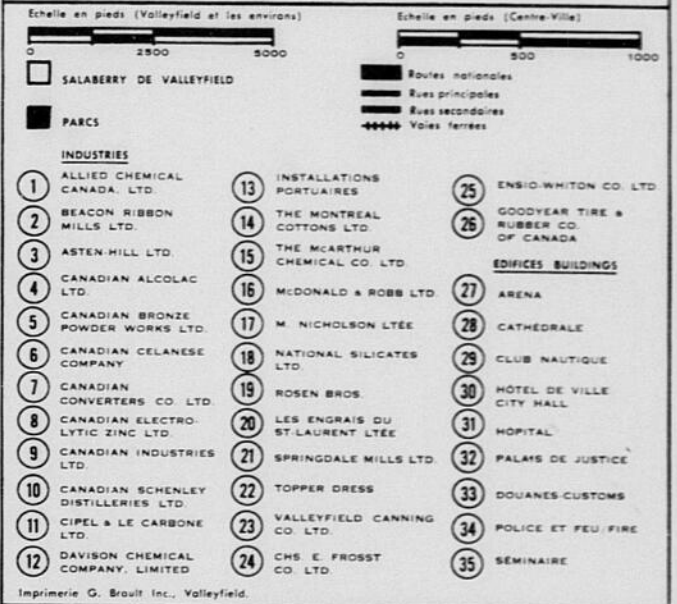 Echelle en pieds (Valleyfield et les environs)
0 2500 5000
Echelle en pieds (Centre-Ville)
0 500 1000
SALABERRY DE VALLEYFIELD
PARCS
Routes nationales
Rues principales
Rues secondaires
Voies ferrées
INDUSTRIES
1 ALLIED CHEMICAL
CANADA, LTD.
2 BEACON RIBBON
MILLS LTD.
3 ASTEN-HILL LTD.
4 CANADIAN ALCOLAC
LTD.
5 CANADIAN BRONZE
POWDER WORKS LTD.
6 CANADIAN CELANESE
COMPANY
7 CANADIAN
CONVERTERS CO. LTD.
8 CANADIAN ELECTRO-
LYTIC ZINC LTD.
9 CANADIAN INDUSTRIES
LTD.
10 CANADIAN SCHENLEY
DISTILLERIES LTD.
11 CIPEL & LE CARBONE
LTD.
12 DAVISON CHEMICAL
COMPANY, LIMITED
13 INSTALLATIONS
PORTUAIRES
14 THE MONTREAL
COTTONS LTD.
15 THE McARTHUR
CHEMICAL CO. LTD.
16 McDONALD & ROBB LTD.
17 M. NICHOLSON LTÉE
18 NATIONAL SILICATES
LTD.
19 ROSEN BROS.
20 LES ENGRAIS DU
ST-LAURENT LTÉE
21 SPRINGDALE MILLS LTD.
22 TOPPER DRESS
23 VALLEYFIELD CANNING
CO. LTD.
24 CHS. E. FROSST
CO. LTD.
25 ENSIO-WHITON CO. LTD
26 GOODYEAR TIRE &
RUBBER CO.
OF CANADA
EDIFICES BUILDINGS
27 ARENA
28 CATHÉDRALE
29 CLUB NAUTIQUE
30 HÔTEL DE VILLE
CITY HALL
31 HOPITAL
32 PALAIS DE JUSTICE
33 DOUANES-CUSTOMS
34 POLICE ET FEU/FIRE
35 SÉMINAIRE
Imprimerie G. Brault Inc., Valleyfield.